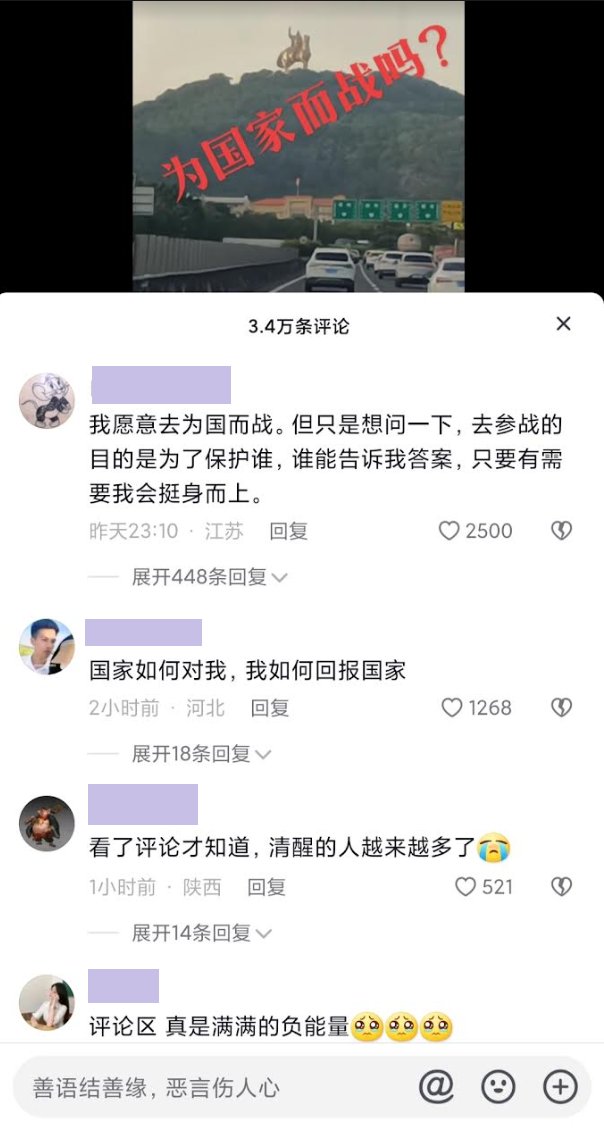 为国家而战吗？
3.4万条评论
我愿意去为国而战。但只是想问一下，去参战的
目的是为了保护谁，谁能告诉我答案，只要有需
要我会挺身而上。
昨天23:10 · 江苏 回复 2500
展开448条回复
国家如何对我，我如何回报国家
2小时前 · 河北 回复 1268
展开18条回复
看了评论才知道，清醒的人越来越多了😭
1小时前 · 陕西 回复 521
展开14条回复
评论区 真是满满的负能量🥹🥹🥹
善语结善缘，恶言伤人心